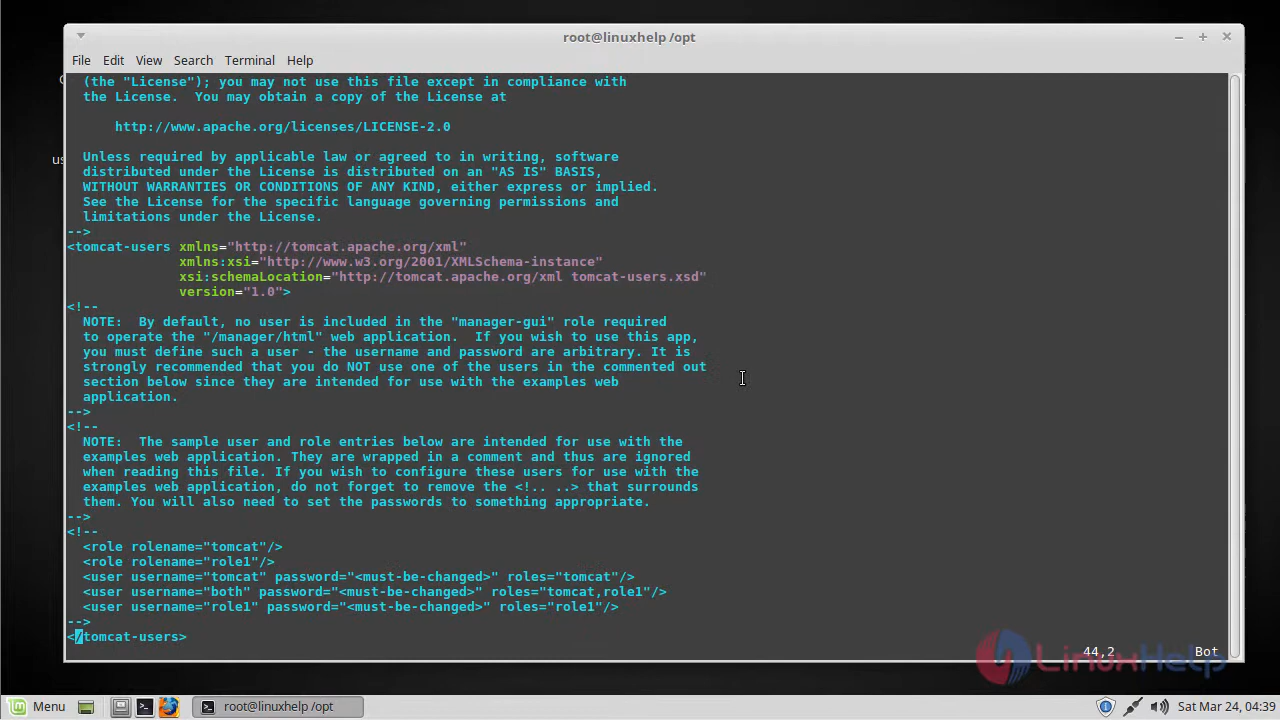 root@linuxhelp /opt
File Edit View Search Terminal Help
(the "License"); you may not use this file except in compliance with
the License.  You may obtain a copy of the License at
http://www.apache.org/licenses/LICENSE-2.0
Unless required by applicable law or agreed to in writing, software
distributed under the License is distributed on an "AS IS" BASIS,
WITHOUT WARRANTIES OR CONDITIONS OF ANY KIND, either express or implied.
See the License for the specific language governing permissions and
limitations under the License.
-->
<tomcat-users xmlns="http://tomcat.apache.org/xml"
xmlns:xsi="http://www.w3.org/2001/XMLSchema-instance"
xsi:schemaLocation="http://tomcat.apache.org/xml tomcat-users.xsd"
version="1.0">
<!--
NOTE:  By default, no user is included in the "manager-gui" role required
to operate the "/manager/html" web application.  If you wish to use this app,
you must define such a user - the username and password are arbitrary. It is
strongly recommended that you do NOT use one of the users in the commented out
section below since they are intended for use with the examples web
application.
-->
<!--
NOTE:  The sample user and role entries below are intended for use with the
examples web application. They are wrapped in a comment and thus are ignored
when reading this file. If you wish to configure these users for use with the
examples web application, do not forget to remove the <!.. ..> that surrounds
them. You will also need to set the passwords to something appropriate.
-->
<!--
<role rolename="tomcat"/>
<role rolename="role1"/>
<user username="tomcat" password="<must-be-changed>" roles="tomcat"/>
<user username="both" password="<must-be-changed>" roles="tomcat,role1"/>
<user username="role1" password="<must-be-changed>" roles="role1"/>
-->
</tomcat-users>
44,2 Bot
LinuxHelp
Menu root@linuxhelp /opt Sat Mar 24, 04:39